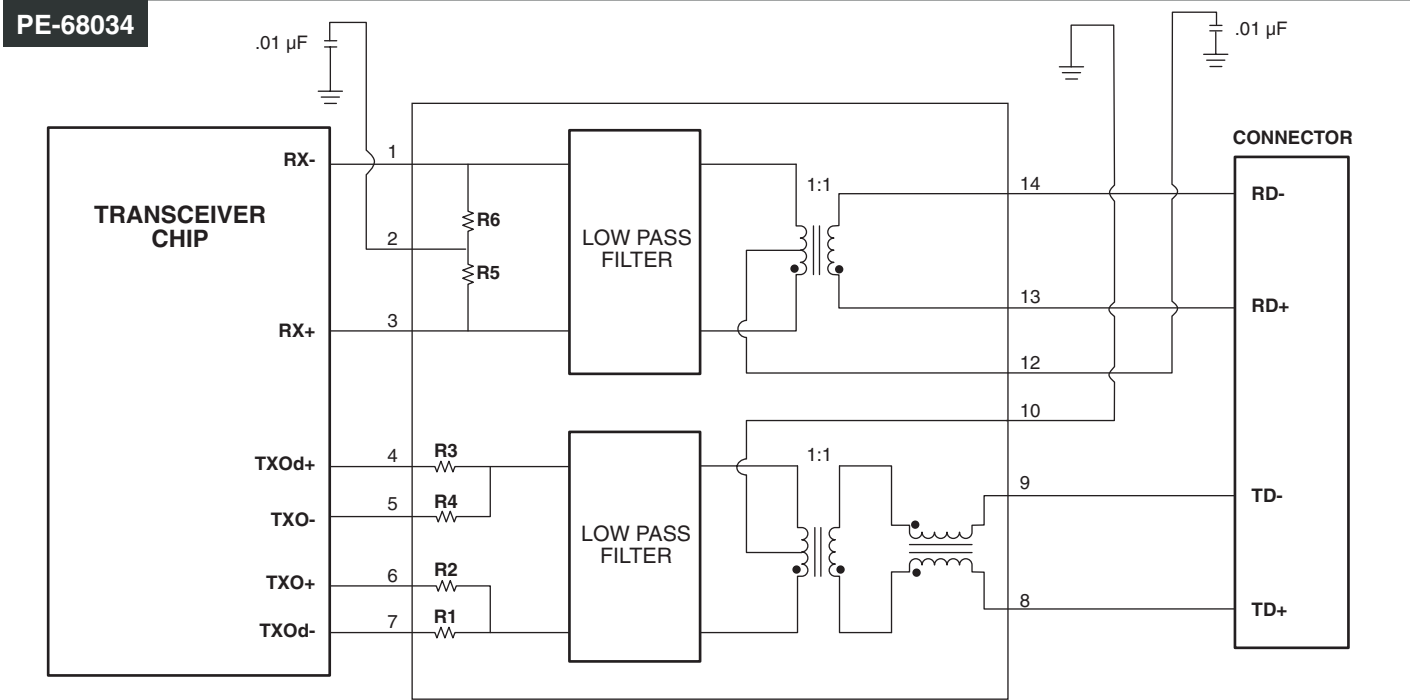 PE-68034
.01 µF
.01 µF
CONNECTOR
TRANSCEIVER
CHIP
RX-
1
R6
2
R5
RX+
3
LOW PASS
FILTER
1:1
14
RD-
13
RD+
12
10
TXOd+
4
R3
TXO-
5
R4
TXO+
6
R2
TXOd-
7
R1
LOW PASS
FILTER
1:1
9
TD-
8
TD+